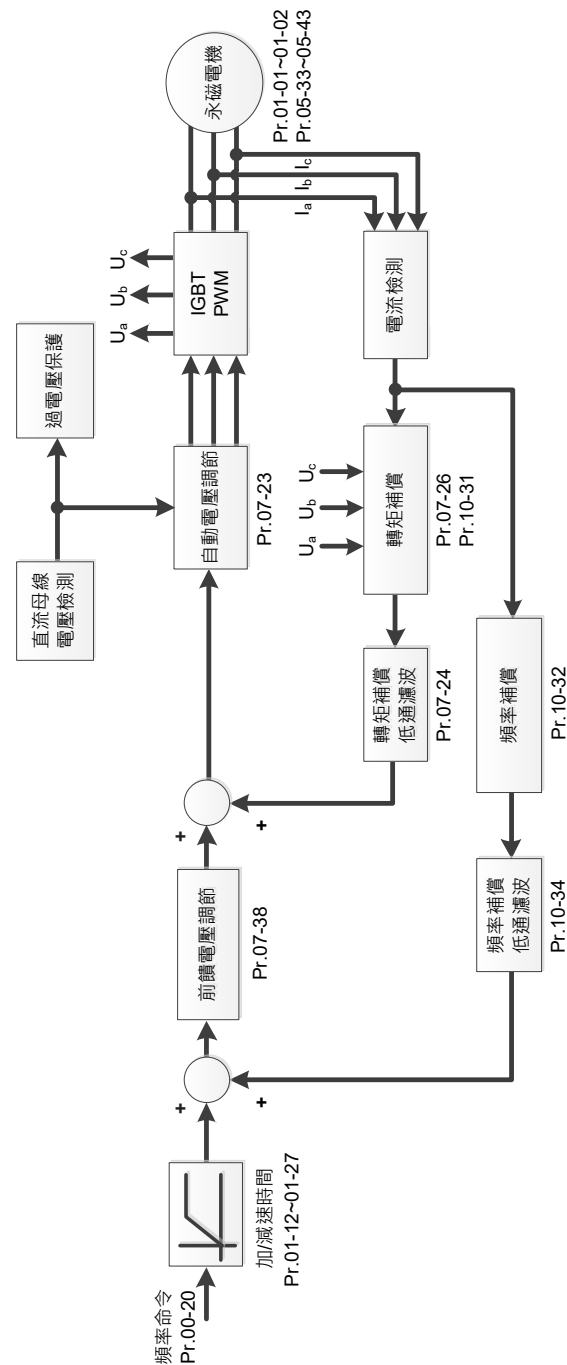 頻率命令
Pr.00-20
加/減速時間
Pr.01-12~01-27
+
+
前饋電壓調節
Pr.07-38
+
+
直流母線
電壓檢測
過電壓保護
自動電壓調節
Pr.07-23
Ua
Ub
Uc
IGBT
PWM
永磁電機
Pr.01-01~01-02
Pr.05-33~05-43
Ia
Ib
Ic
電流檢測
Ua
Ub
Uc
轉矩補償
Pr.07-26
Pr.10-31
轉矩補償
低通濾波
Pr.07-24
頻率補償
Pr.10-32
頻率補償
低通濾波
Pr.10-34